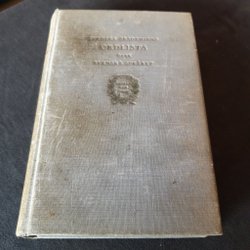 SVENSKA AKADEMIENS
ORDLISTA
ÖVER
SVENSKA SPRÅKET